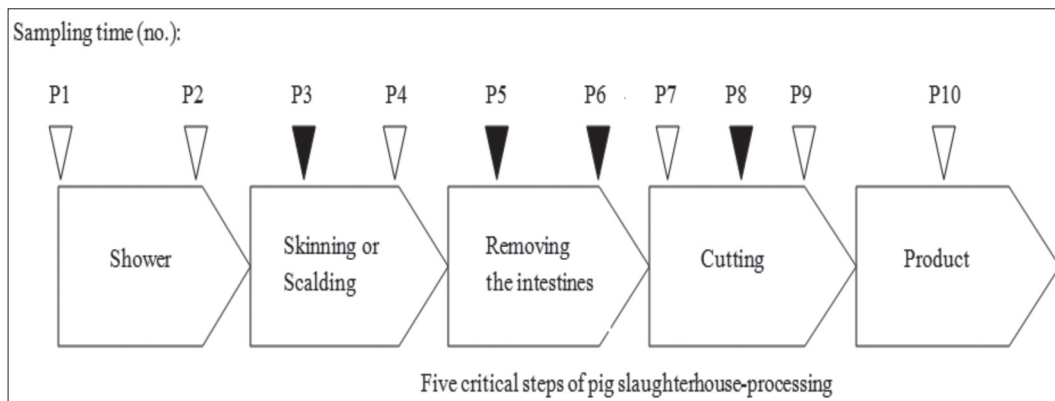 Sampling time (no.):
P1 P2 P3 P4 P5 P6 P7 P8 P9 P10
Shower
Skinning or
Scalding
Removing
the intestines
Cutting
Product
Five critical steps of pig slaughterhouse-processing